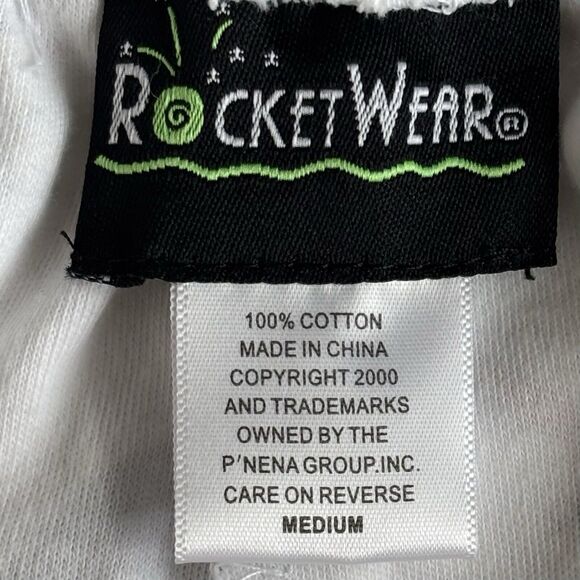 ROCKETWEAR®
100% COTTON
MADE IN CHINA
COPYRIGHT 2000
AND TRADEMARKS
OWNED BY THE
P'NENA GROUP.INC.
CARE ON REVERSE
MEDIUM